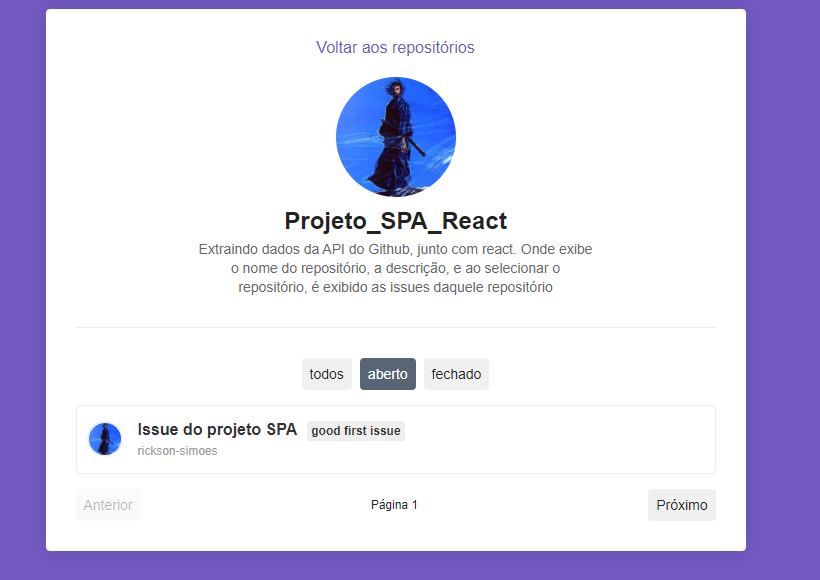 Voltar aos repositórios
Projeto_SPA_React
Extraindo dados da API do Github, junto com react. Onde exibe
o nome do repositório, a descrição, e ao selecionar o
repositório, é exibido as issues daquele repositório
todos aberto fechado
Issue do projeto SPA good first issue
rickson-simoes
Anterior Página 1 Próximo